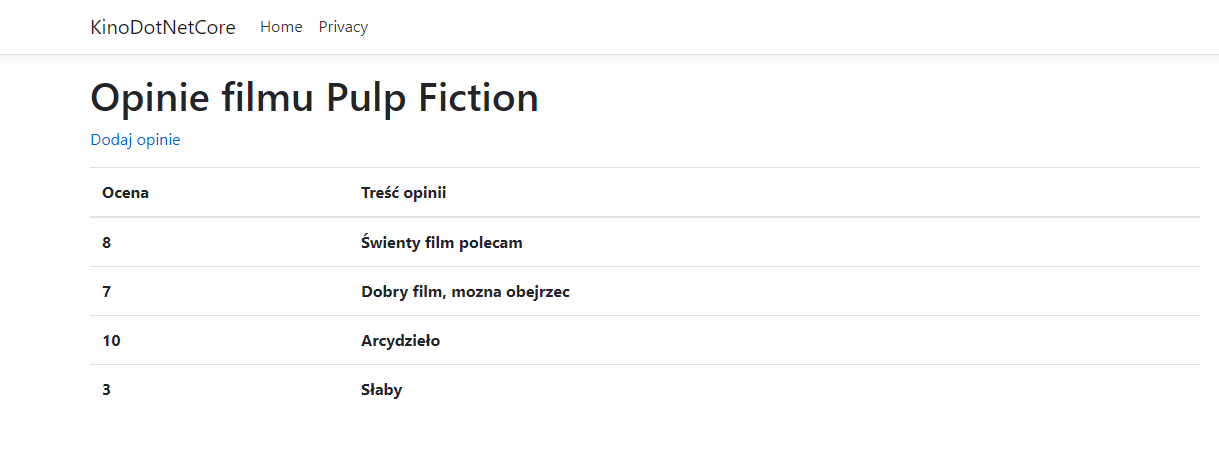 KinoDotNetCore Home Privacy
Opinie filmu Pulp Fiction
Dodaj opinie
Ocena Treść opinii
8 Świenty film polecam
7 Dobry film, mozna obejrzec
10 Arcydzieło
3 Słaby